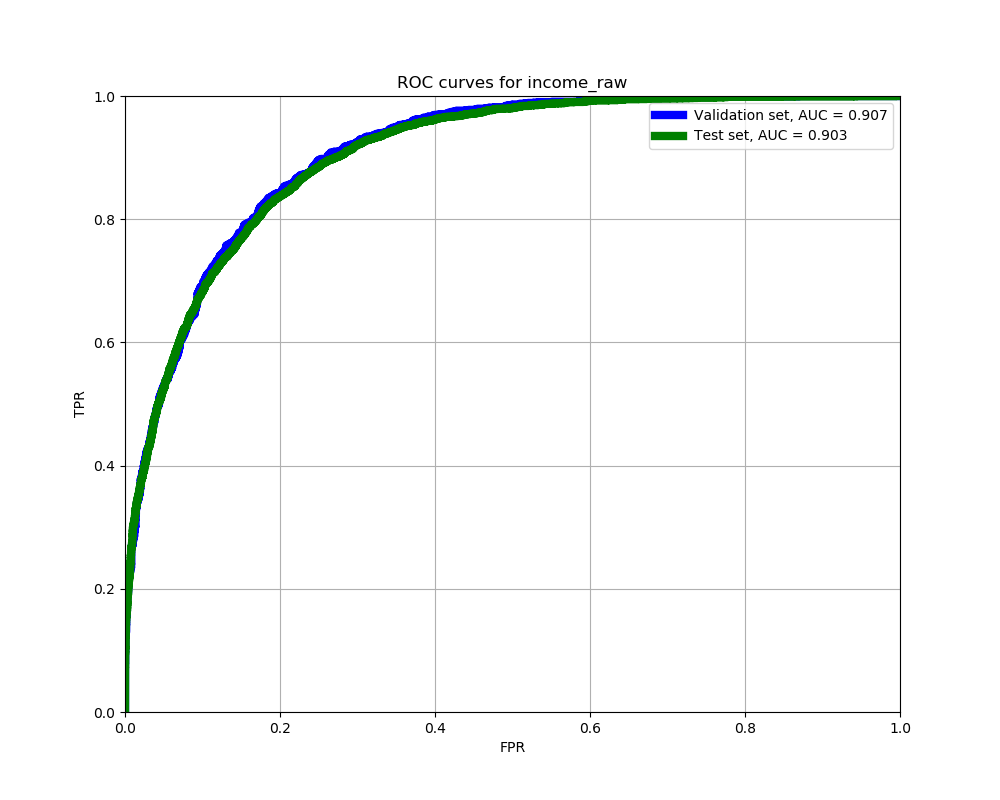 ROC curves for income_raw
Validation set, AUC = 0.907
Test set, AUC = 0.903
TPR
1.0
0.8
0.6
0.4
0.2
0.0
0.0 0.2 0.4 0.6 0.8 1.0
FPR